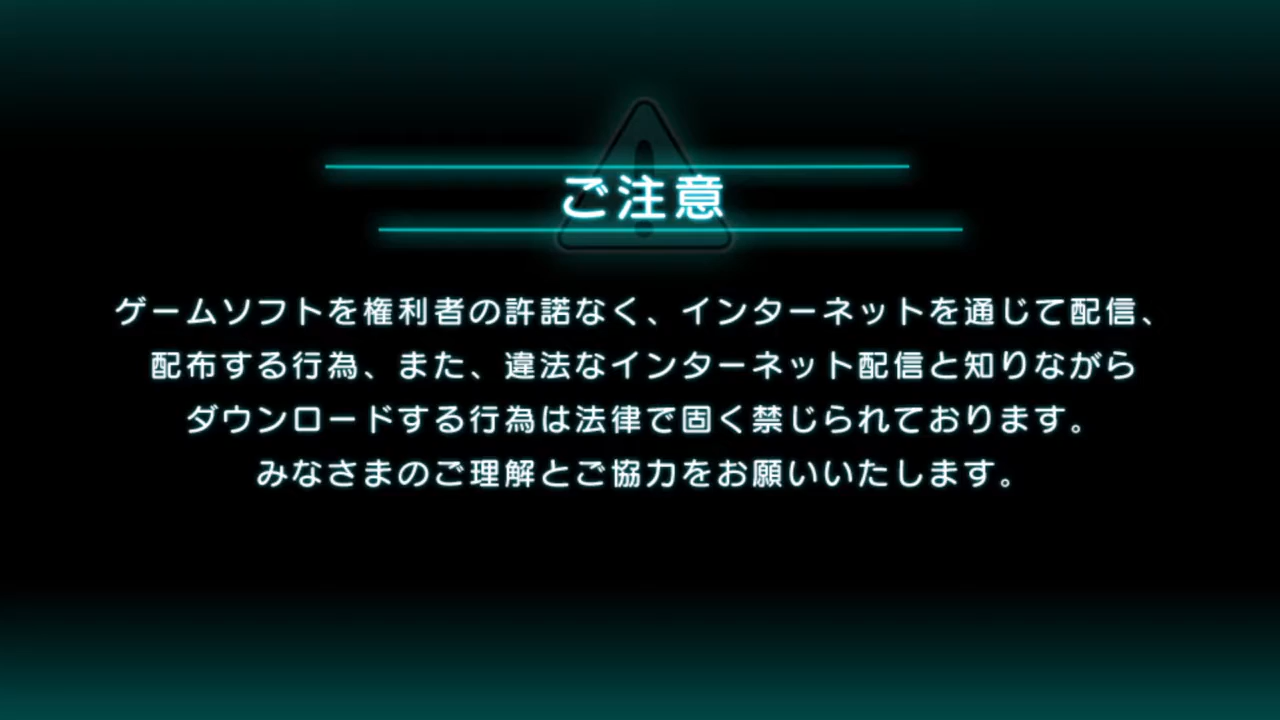 ご注意
ゲームソフトを権利者の許諾なく、インターネットを通じて配信、
配布する行為、また、違法なインターネット配信と知りながら
ダウンロードする行為は法律で固く禁じられております。
みなさまのご理解とご協力をお願いいたします。